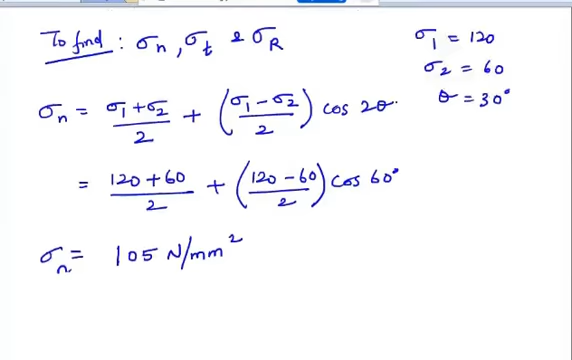 To find : σn, σt & σR
σ1 = 120
σ2 = 60
θ = 30°
σn = (σ1 + σ2)/2 + ((σ1 - σ2)/2) cos 2θ
= (120 + 60)/2 + ((120 - 60)/2) cos 60°
σn = 105 N/mm²